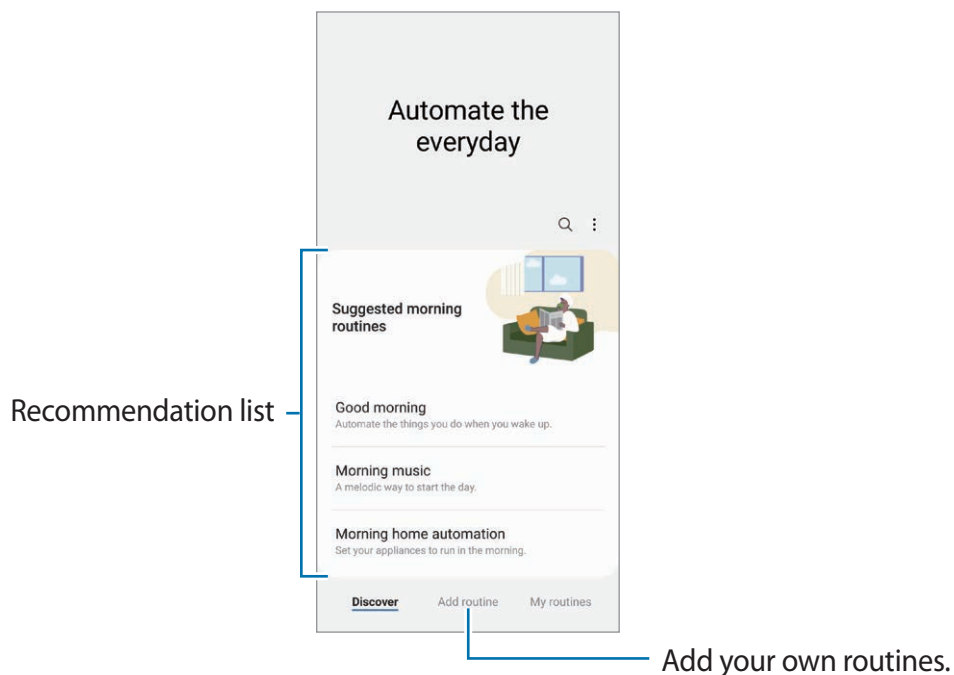 Automate the
everyday
Suggested morning
routines
Recommendation list
Good morning
Automate the things you do when you wake up.
Morning music
A melodic way to start the day.
Morning home automation
Set your appliances to run in the morning.
Discover Add routine My routines
Add your own routines.